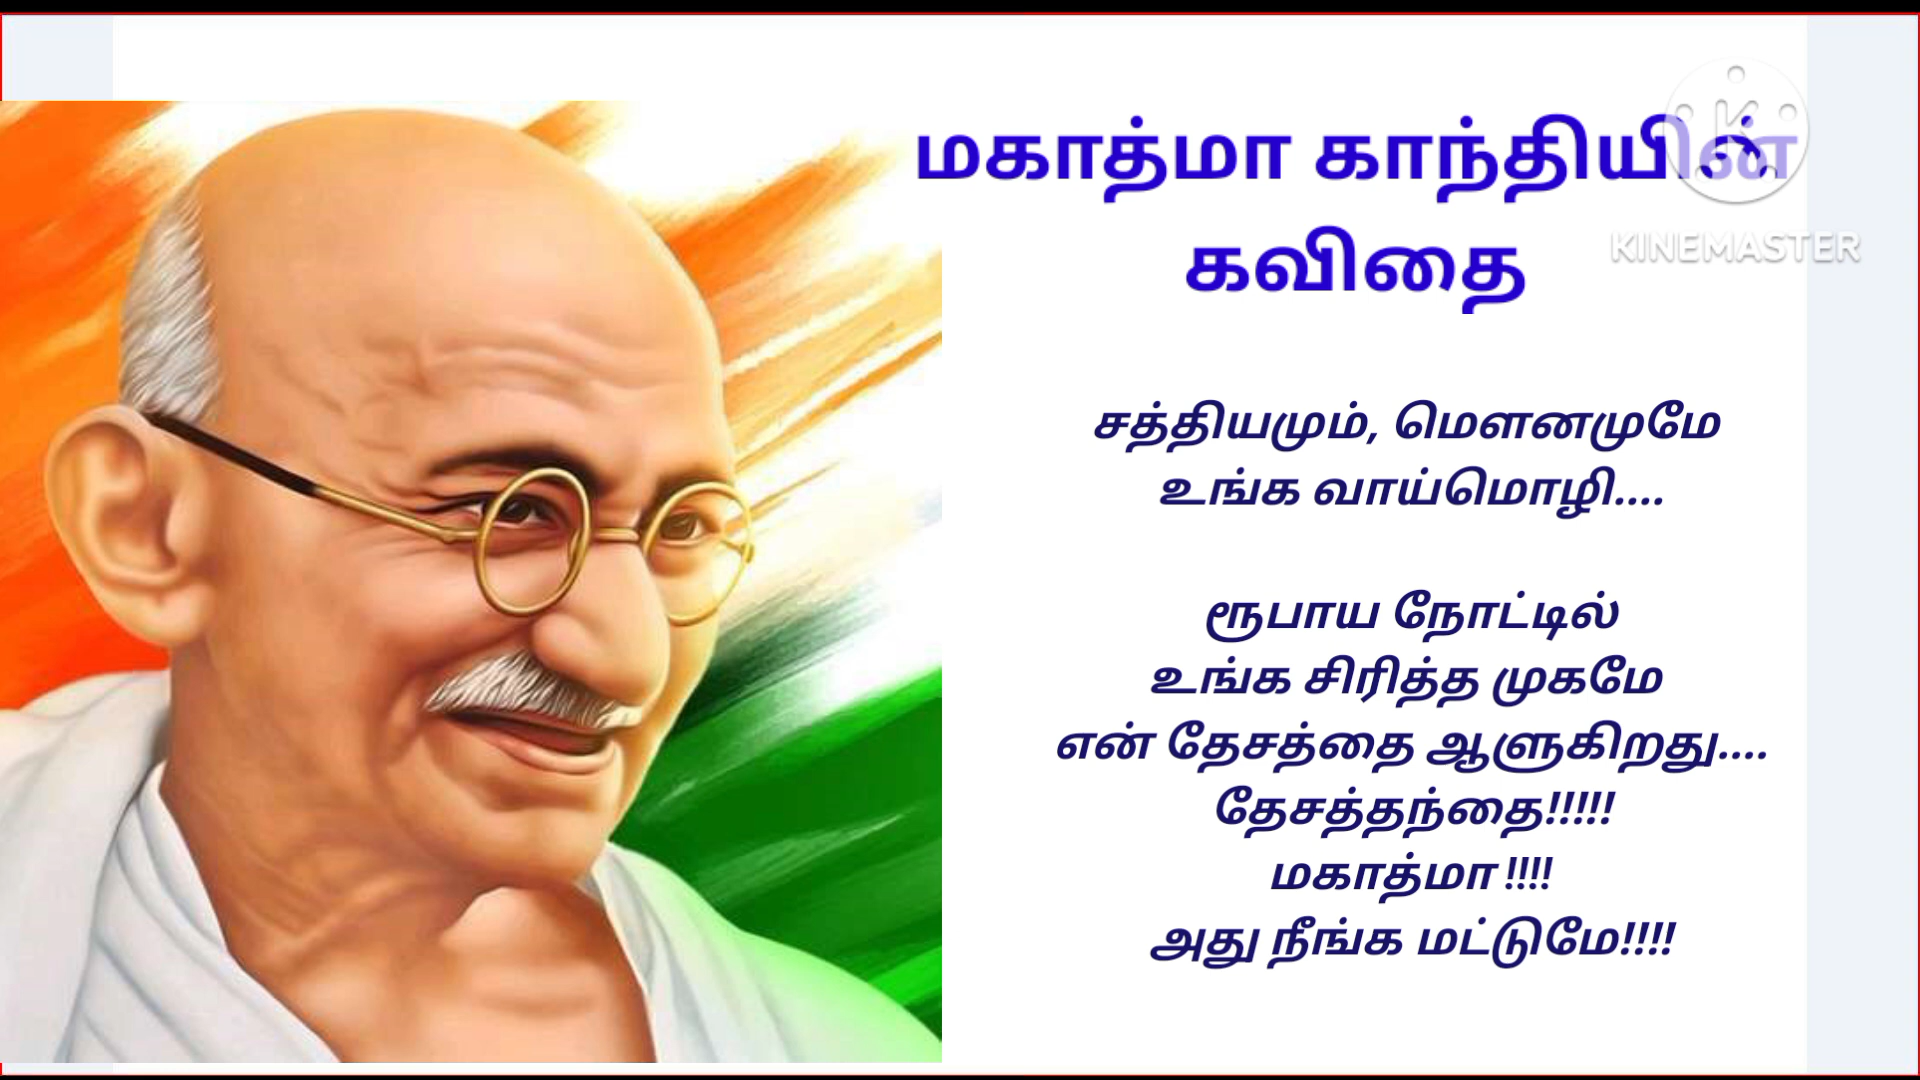 மகாத்மா காந்தியின்
கவிதை
KINEMASTER
சத்தியமும், மௌனமுமே
உங்க வாய்மொழி....
ரூபாய நோட்டில்
உங்க சிரித்த முகமே
என் தேசத்தை ஆளுகிறது....
தேசத்தந்தை!!!!!
மகாத்மா !!!!
அது நீங்க மட்டுமே!!!!